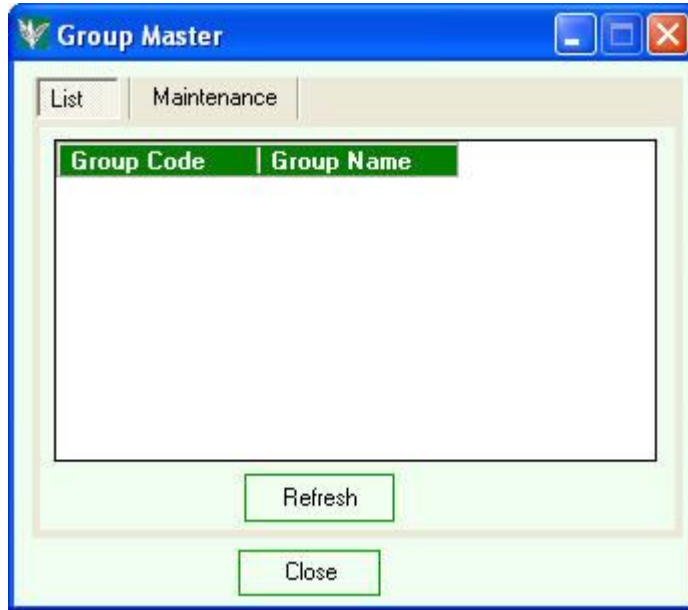 Group Master
List Maintenance
Group Code Group Name
Refresh
Close